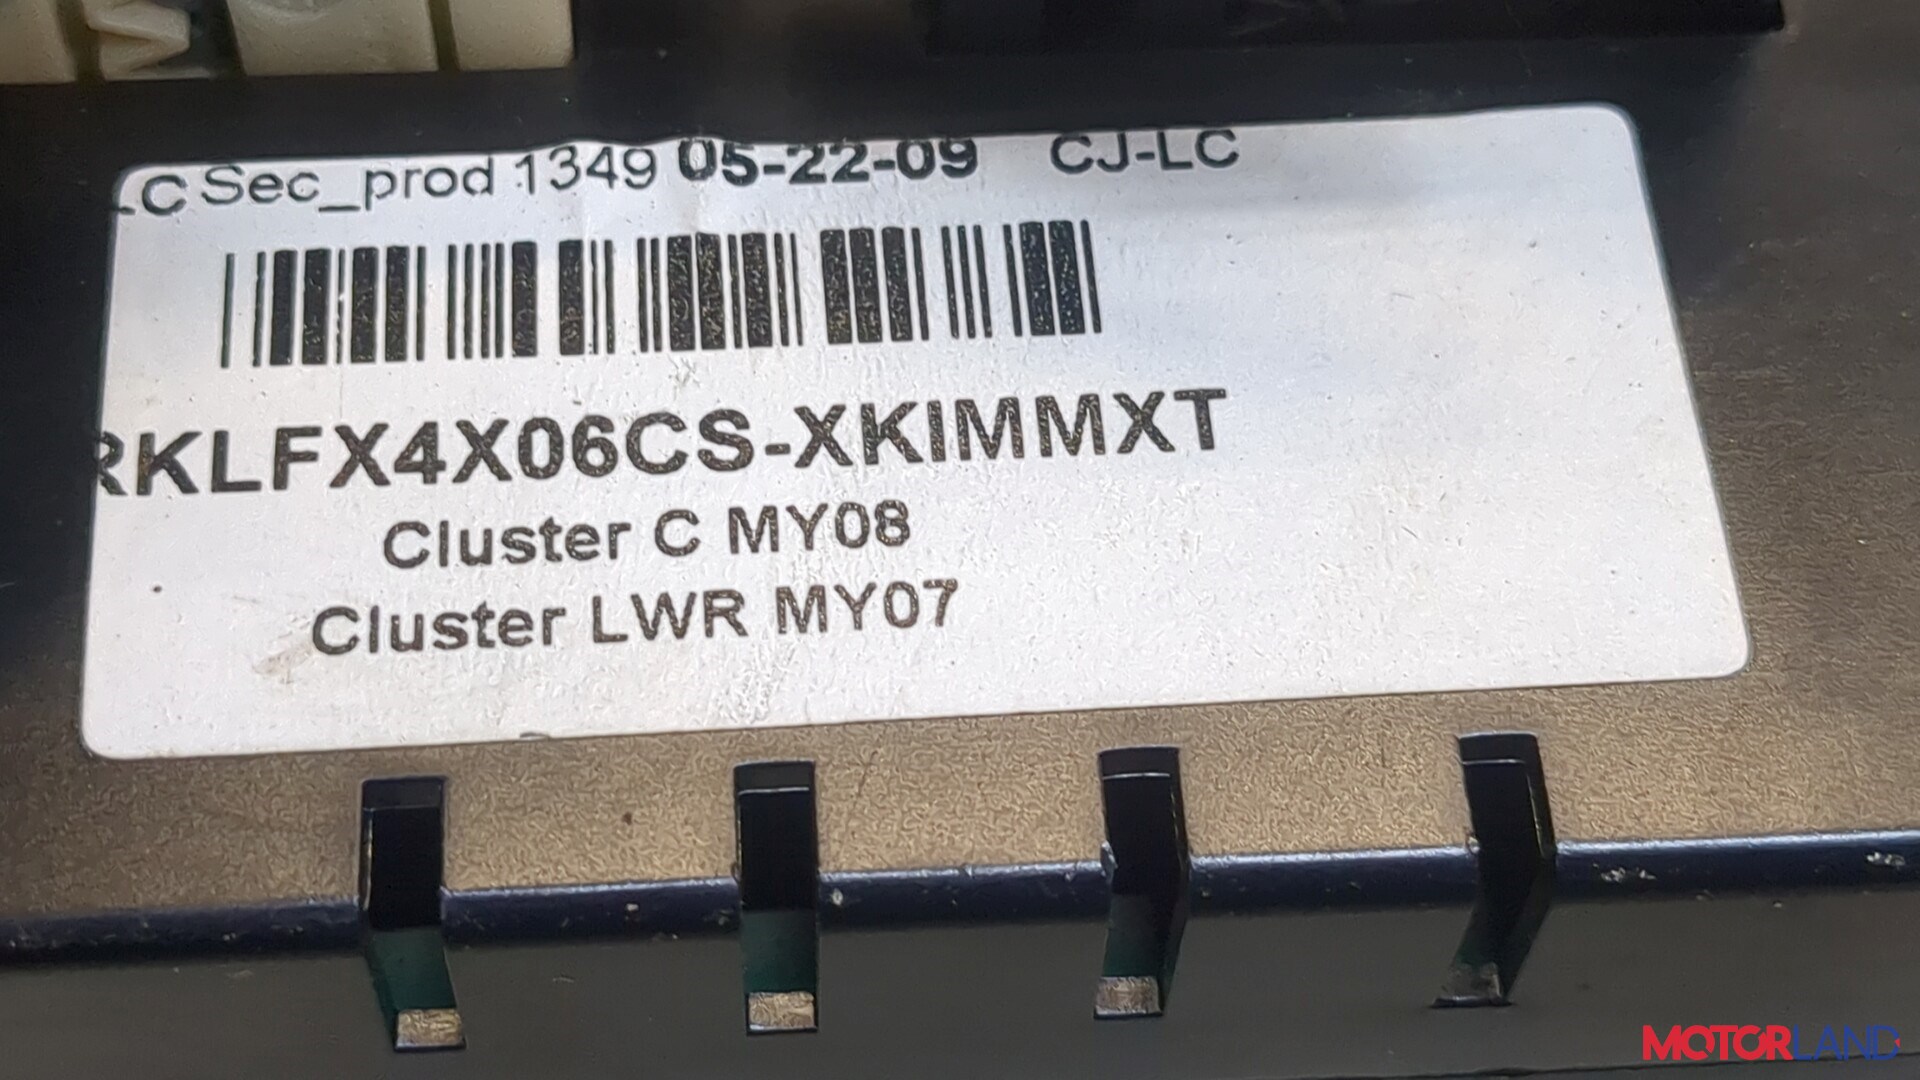 LC Sec_prod 1349 05-22-09 CJ-LC
RKLFX4X06CS-XKIMMXT
Cluster C MY08
Cluster LWR MY07
MOTORLAND